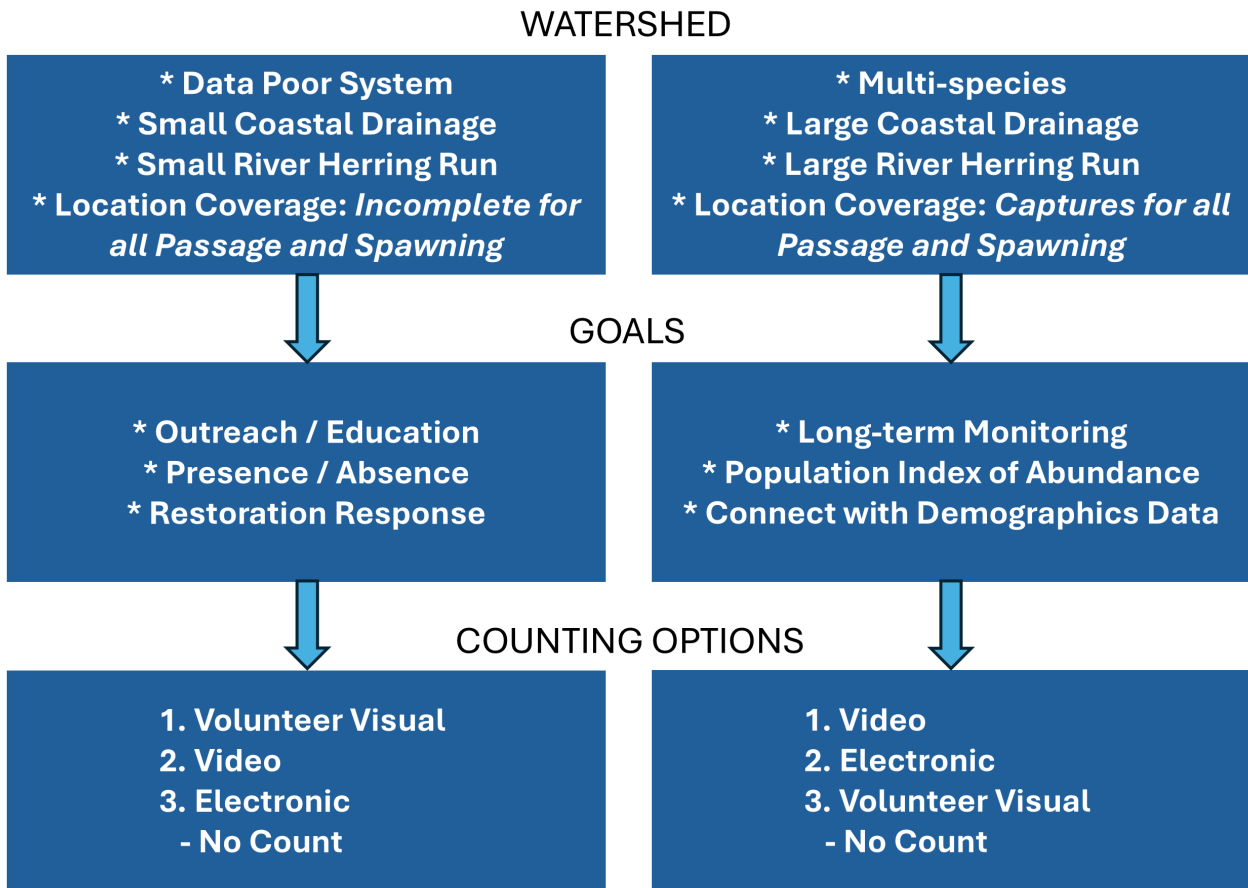 WATERSHED
* Data Poor System
* Small Coastal Drainage
* Small River Herring Run
* Location Coverage: Incomplete for
all Passage and Spawning
* Multi-species
* Large Coastal Drainage
* Large River Herring Run
* Location Coverage: Captures for all
Passage and Spawning
GOALS
* Outreach / Education
* Presence / Absence
* Restoration Response
* Long-term Monitoring
* Population Index of Abundance
* Connect with Demographics Data
COUNTING OPTIONS
1. Volunteer Visual
2. Video
3. Electronic
- No Count
1. Video
2. Electronic
3. Volunteer Visual
- No Count